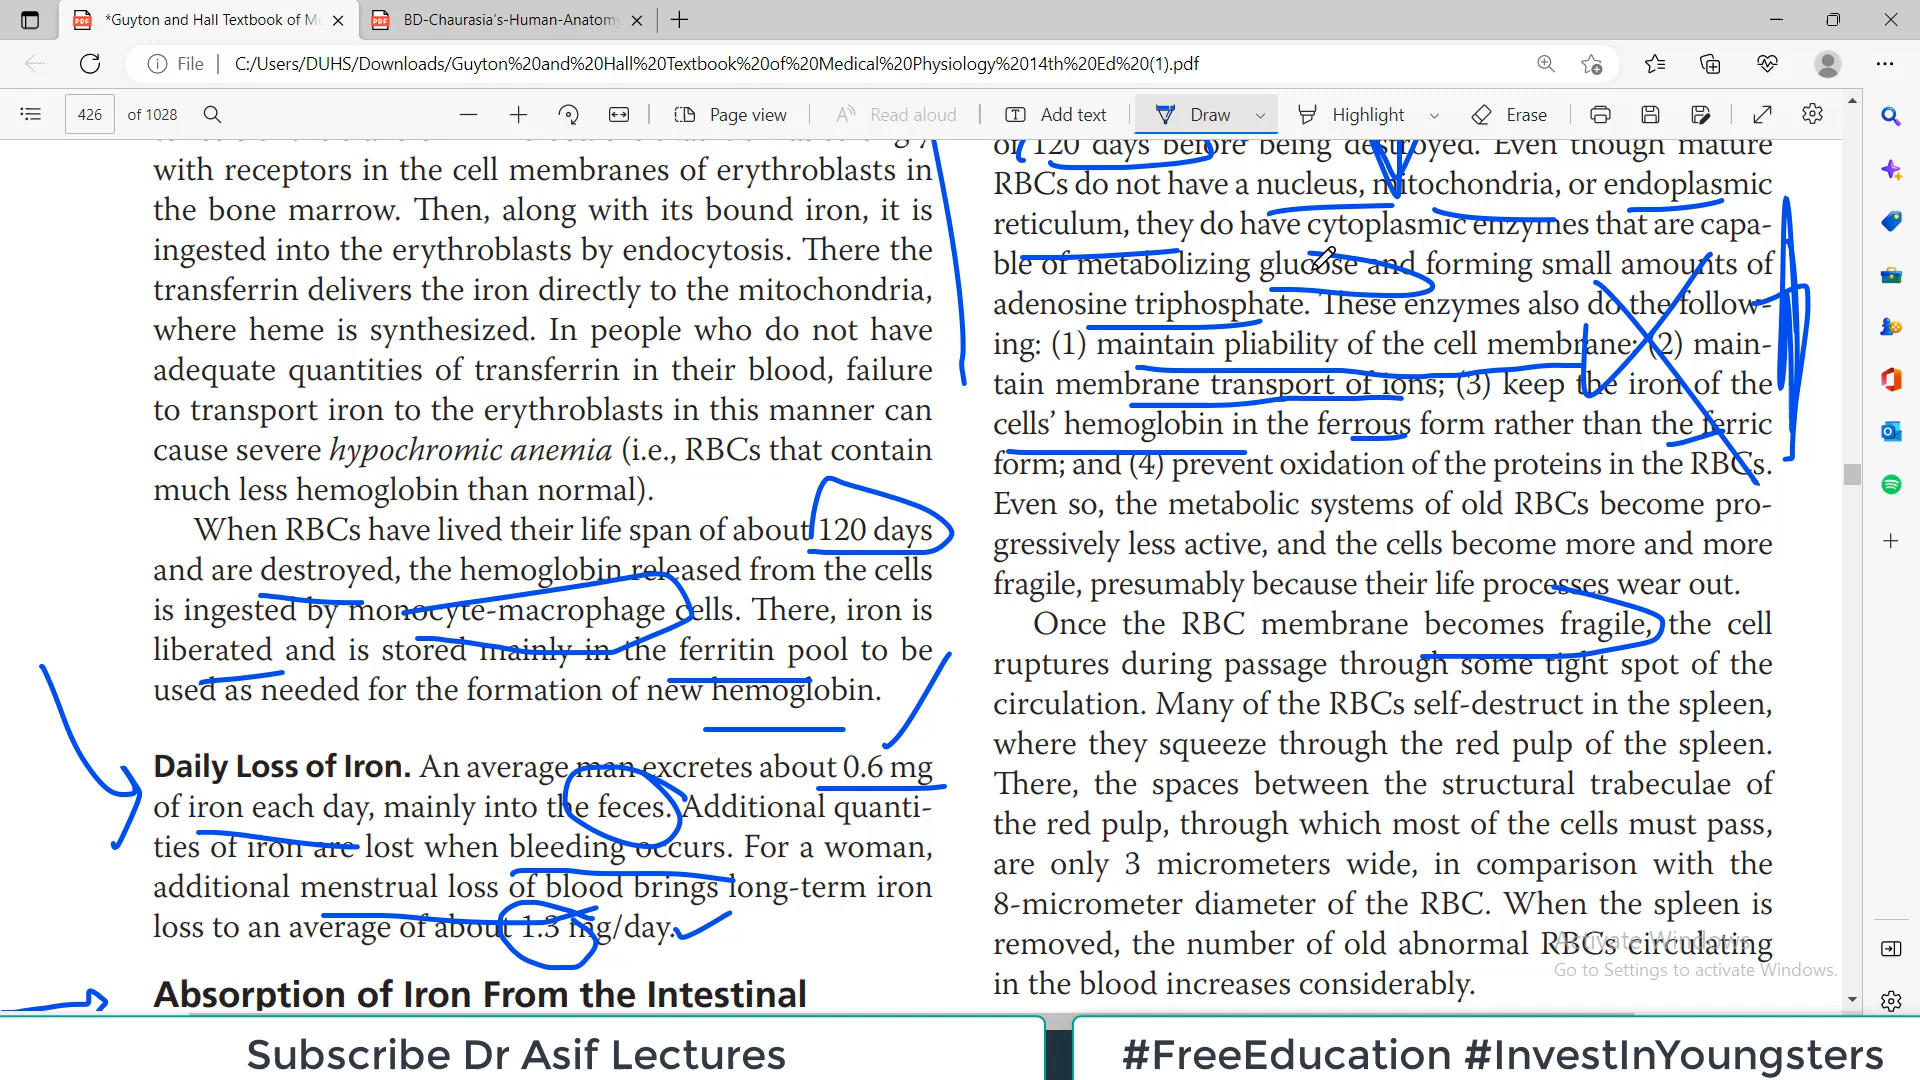 *Guyton and Hall Textbook of M
BD-Chaurasia's-Human-Anatomy
File
C:/Users/DUHS/Downloads/Guyton%20and%20Hall%20Textbook%20of%20Medical%20Physiology%2014th%20Ed%20(1).pdf
426 of 1028
Page view
Read aloud
Add text
Draw
Highlight
Erase
with receptors in the cell membranes of erythroblasts in
the bone marrow. Then, along with its bound iron, it is
ingested into the erythroblasts by endocytosis. There the
transferrin delivers the iron directly to the mitochondria,
where heme is synthesized. In people who do not have
adequate quantities of transferrin in their blood, failure
to transport iron to the erythroblasts in this manner can
cause severe hypochromic anemia (i.e., RBCs that contain
much less hemoglobin than normal).
When RBCs have lived their life span of about 120 days
and are destroyed, the hemoglobin released from the cells
is ingested by monocyte-macrophage cells. There, iron is
liberated and is stored mainly in the ferritin pool to be
used as needed for the formation of new hemoglobin.
Daily Loss of Iron. An average man excretes about 0.6 mg
of iron each day, mainly into the feces. Additional quanti-
ties of iron are lost when bleeding occurs. For a woman,
additional menstrual loss of blood brings long-term iron
loss to an average of about 1.3 mg/day.
Absorption of Iron From the Intestinal
of 120 days before being destroyed. Even though mature
RBCs do not have a nucleus, mitochondria, or endoplasmic
reticulum, they do have cytoplasmic enzymes that are capa-
ble of metabolizing glucose and forming small amounts of
adenosine triphosphate. These enzymes also do the follow-
ing: (1) maintain pliability of the cell membrane; (2) main-
tain membrane transport of ions; (3) keep the iron of the
cells' hemoglobin in the ferrous form rather than the ferric
form; and (4) prevent oxidation of the proteins in the RBCs.
Even so, the metabolic systems of old RBCs become pro-
gressively less active, and the cells become more and more
fragile, presumably because their life processes wear out.
Once the RBC membrane becomes fragile, the cell
ruptures during passage through some tight spot of the
circulation. Many of the RBCs self-destruct in the spleen,
where they squeeze through the red pulp of the spleen.
There, the spaces between the structural trabeculae of
the red pulp, through which most of the cells must pass,
are only 3 micrometers wide, in comparison with the
8-micrometer diameter of the RBC. When the spleen is
removed, the number of old abnormal RBCs circulating
in the blood increases considerably.
Activate Windows
Go to Settings to activate Windows.
Subscribe Dr Asif Lectures
#FreeEducation #InvestInYoungsters